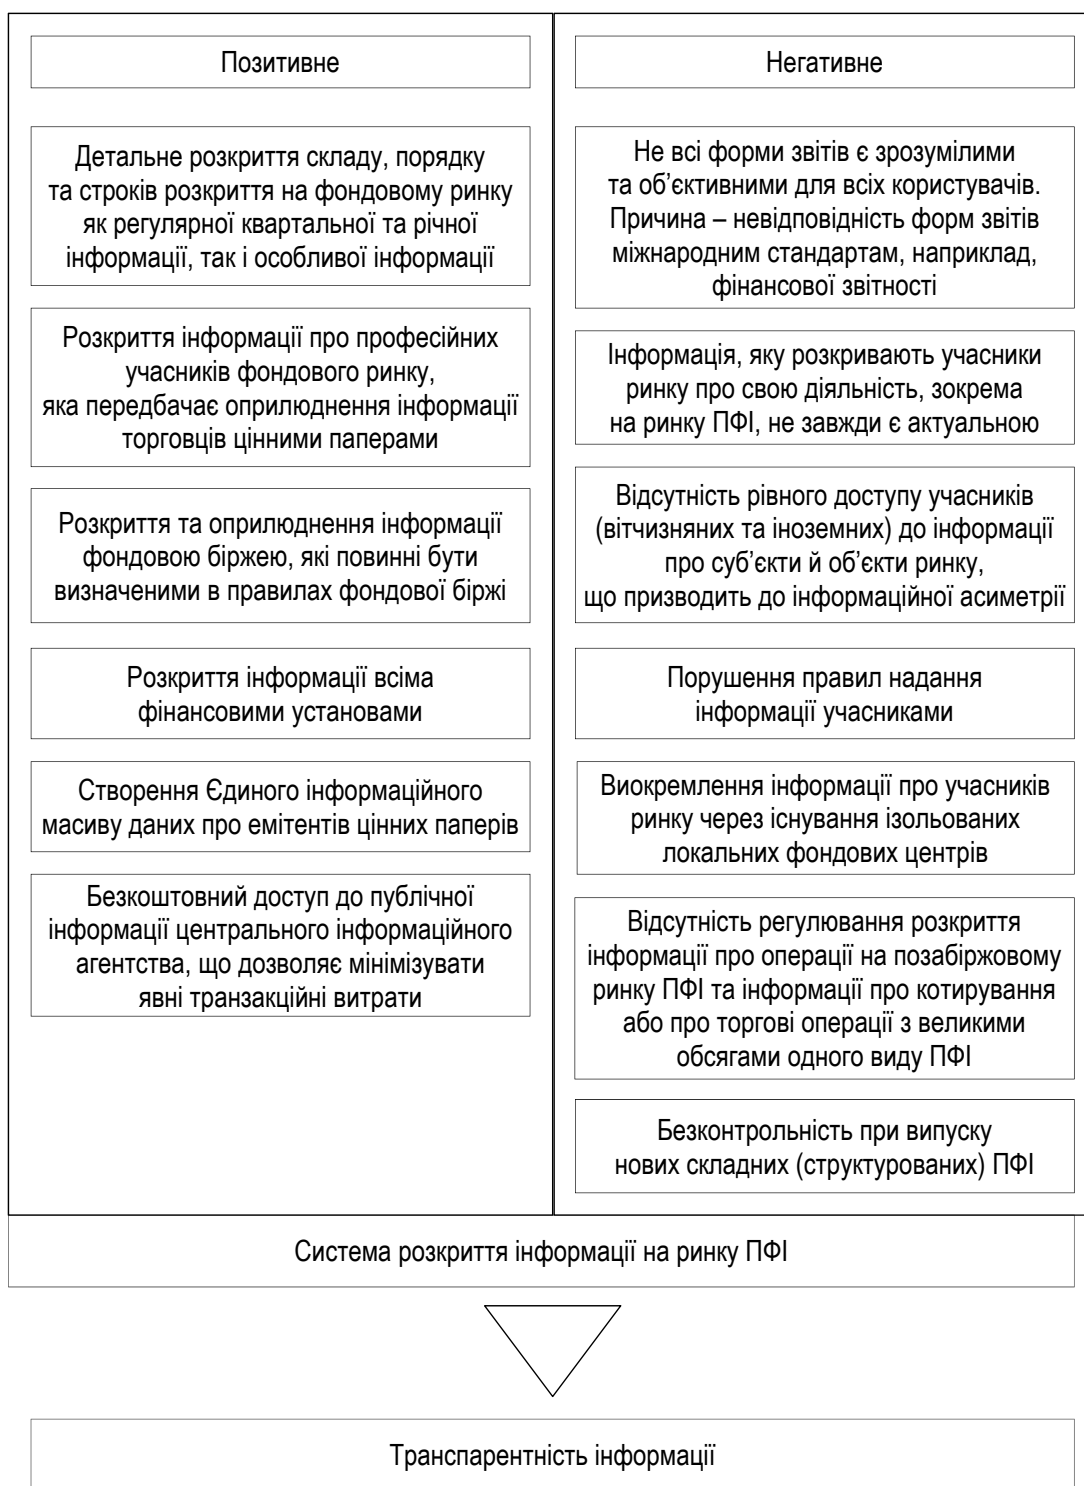 Позитивне
Детальне розкриття складу, порядку
та строків розкриття на фондовому ринку
як регулярної квартальної та річної
інформації, так і особливої інформації
Розкриття інформації про професійних
учасників фондового ринку,
яка передбачає оприлюднення інформації
торговців цінними паперами
Розкриття та оприлюднення інформації
фондовою біржею, які повинні бути
визначеними в правилах фондової біржі
Розкриття інформації всіма
фінансовими установами
Створення Єдиного інформаційного
масиву даних про емітентів цінних паперів
Безкоштовний доступ до публічної
інформації центрального інформаційного
агентства, що дозволяє мінімізувати
явні транзакційні витрати
Негативне
Не всі форми звітів є зрозумілими
та об’єктивними для всіх користувачів.
Причина – невідповідність форм звітів
міжнародним стандартам, наприклад,
фінансової звітності
Інформація, яку розкривають учасники
ринку про свою діяльність, зокрема
на ринку ПФІ, не завжди є актуальною
Відсутність рівного доступу учасників
(вітчизняних та іноземних) до інформації
про суб’єкти й об’єкти ринку,
що призводить до інформаційної асиметрії
Порушення правил надання
інформації учасниками
Виокремлення інформації про учасників
ринку через існування ізольованих
локальних фондових центрів
Відсутність регулювання розкриття
інформації про операції на позабіржовому
ринку ПФІ та інформації про котирування
або про торгові операції з великими
обсягами одного виду ПФІ
Безконтрольність при випуску
нових складних (структурованих) ПФІ
Система розкриття інформації на ринку ПФІ
Транспарентність інформації